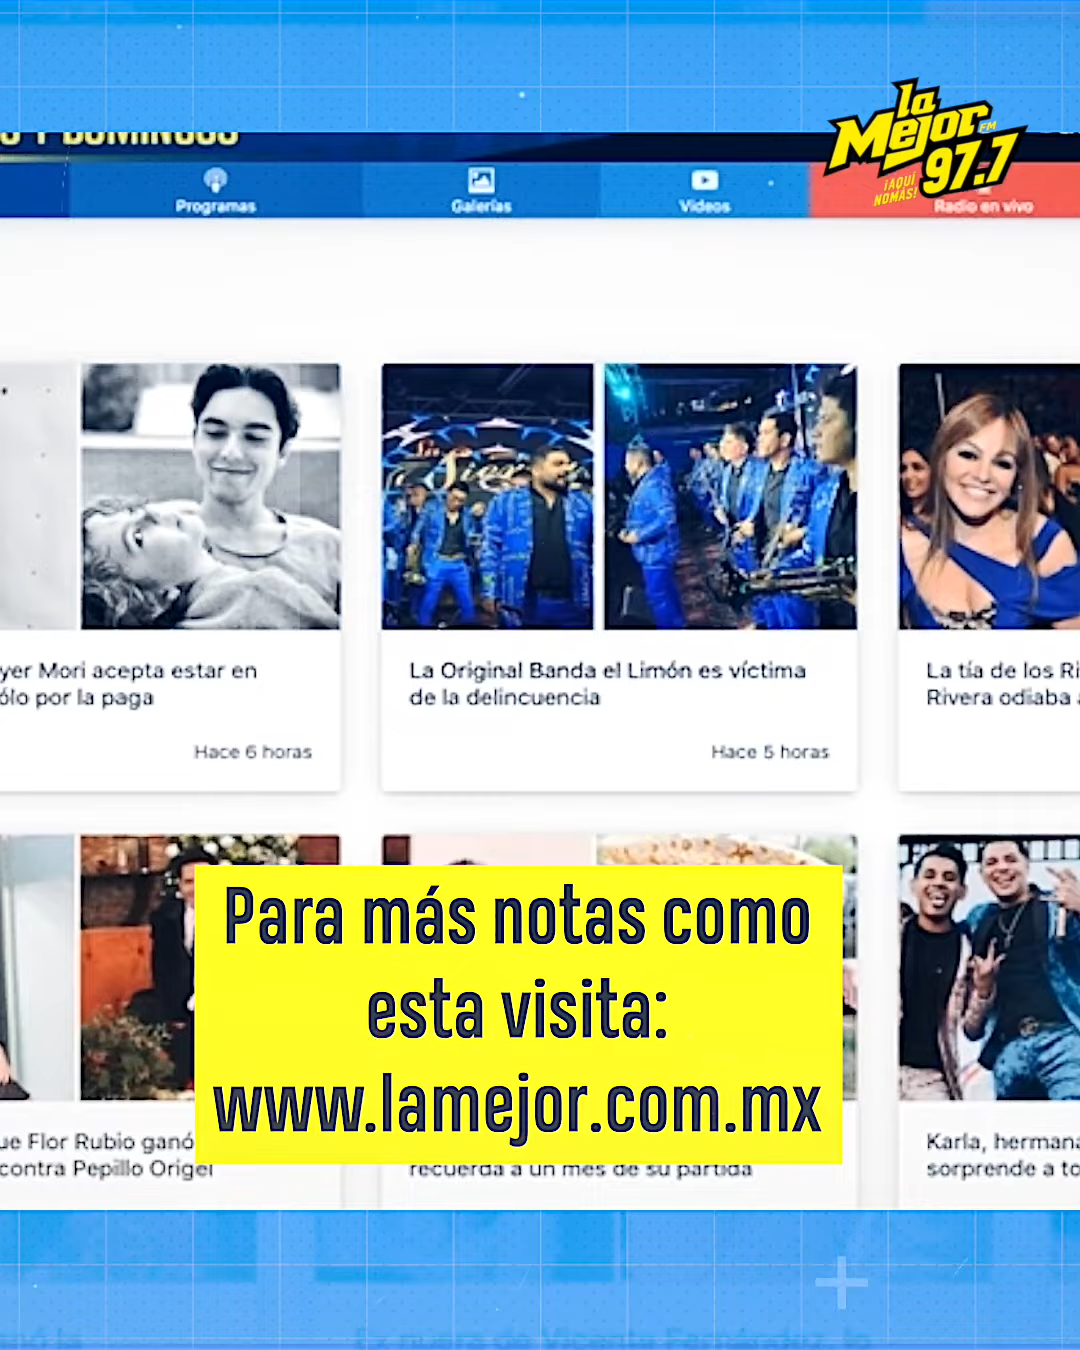 S Y DOMINGOS
la
Mejor FM
97.7
¡AQUÍ
NOMÁS!
Programas
Galerías
Videos
Radio en vivo
yer Mori acepta estar en
ólo por la paga
Hace 6 horas
La Original Banda el Limón es víctima
de la delincuencia
Hace 5 horas
La tía de los Ri
Rivera odiaba a
Para más notas como
esta visita:
www.lamejor.com.mx
ue Flor Rubio ganó
contra Pepillo Origel
recuerda a un mes de su partida
Karla, hermana
sorprende a to